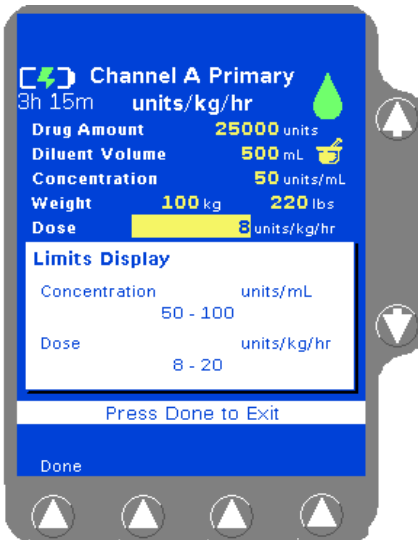 Channel A Primary
3h 15m units/kg/hr
Drug Amount 25000 units
Diluent Volume 500 mL
Concentration 50 units/mL
Weight 100 kg 220 lbs
Dose 8 units/kg/hr
Limits Display
Concentration units/mL
50 - 100
Dose units/kg/hr
8 - 20
Press Done to Exit
Done